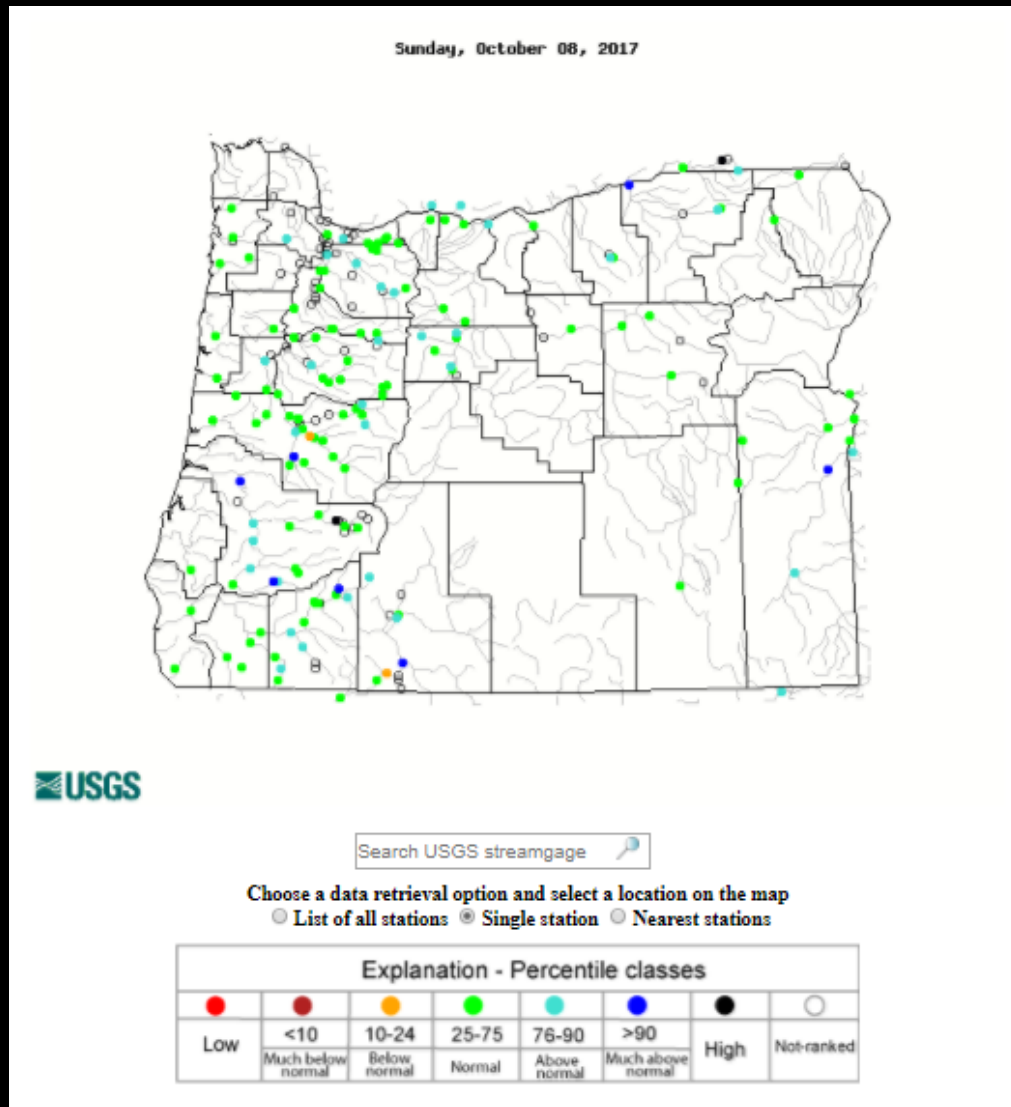 Sunday, October 08, 2017
USGS
Search USGS streamgage
Choose a data retrieval option and select a location on the map
List of all stations Single station Nearest stations
Explanation - Percentile classes
Low
<10
10-24
25-75
76-90
>90
High
Not-ranked
Much below normal
Below normal
Normal
Above normal
Much above normal